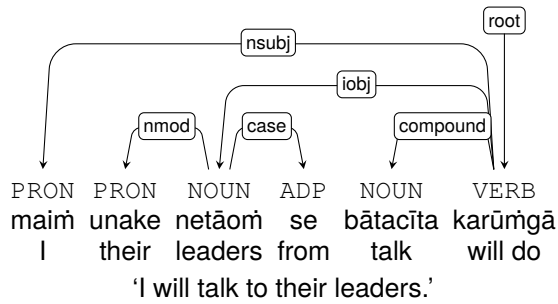 root
nsubj
iobj
nmod case compound
PRON PRON NOUN ADP NOUN VERB
maiṁ unake netāoṁ se bātacīta karūṁgā
I their leaders from talk will do
‘I will talk to their leaders.’